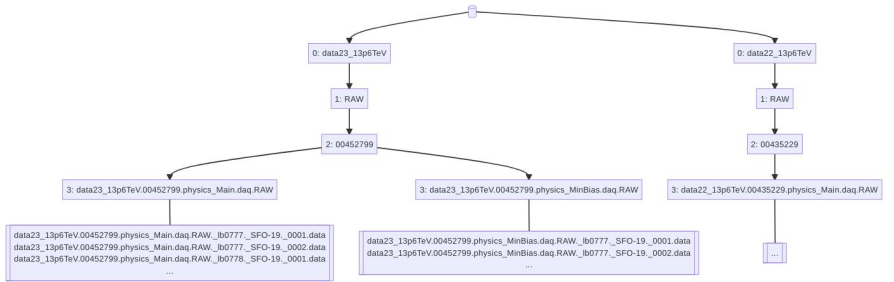 0: data23_13p6TeV
0: data22_13p6TeV
1: RAW
1: RAW
2: 00452799
2: 00435229
3: data23_13p6TeV.00452799.physics_Main.daq.RAW
3: data23_13p6TeV.00452799.physics_MinBias.daq.RAW
3: data22_13p6TeV.00435229.physics_Main.daq.RAW
data23_13p6TeV.00452799.physics_Main.daq.RAW._lb0777._SFO-19._0001.data
data23_13p6TeV.00452799.physics_Main.daq.RAW._lb0777._SFO-19._0002.data
data23_13p6TeV.00452799.physics_Main.daq.RAW._lb0778._SFO-19._0001.data
...
data23_13p6TeV.00452799.physics_MinBias.daq.RAW._lb0777._SFO-19._0001.data
data23_13p6TeV.00452799.physics_MinBias.daq.RAW._lb0777._SFO-19._0002.data
...
...